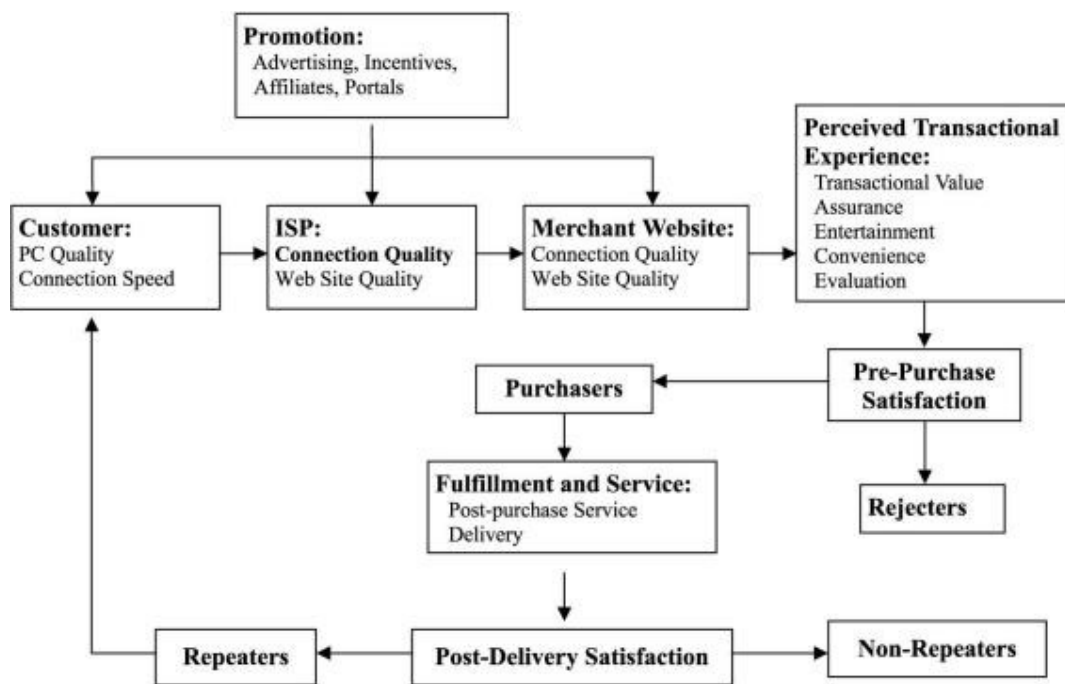 Promotion:
Advertising, Incentives,
Affiliates, Portals
Perceived Transactional
Experience:
Transactional Value
Assurance
Entertainment
Convenience
Evaluation
Customer:
PC Quality
Connection Speed
ISP:
Connection Quality
Web Site Quality
Merchant Website:
Connection Quality
Web Site Quality
Pre-Purchase
Satisfaction
Purchasers
Fulfillment and Service:
Post-purchase Service
Delivery
Rejecters
Repeaters
Post-Delivery Satisfaction
Non-Repeaters